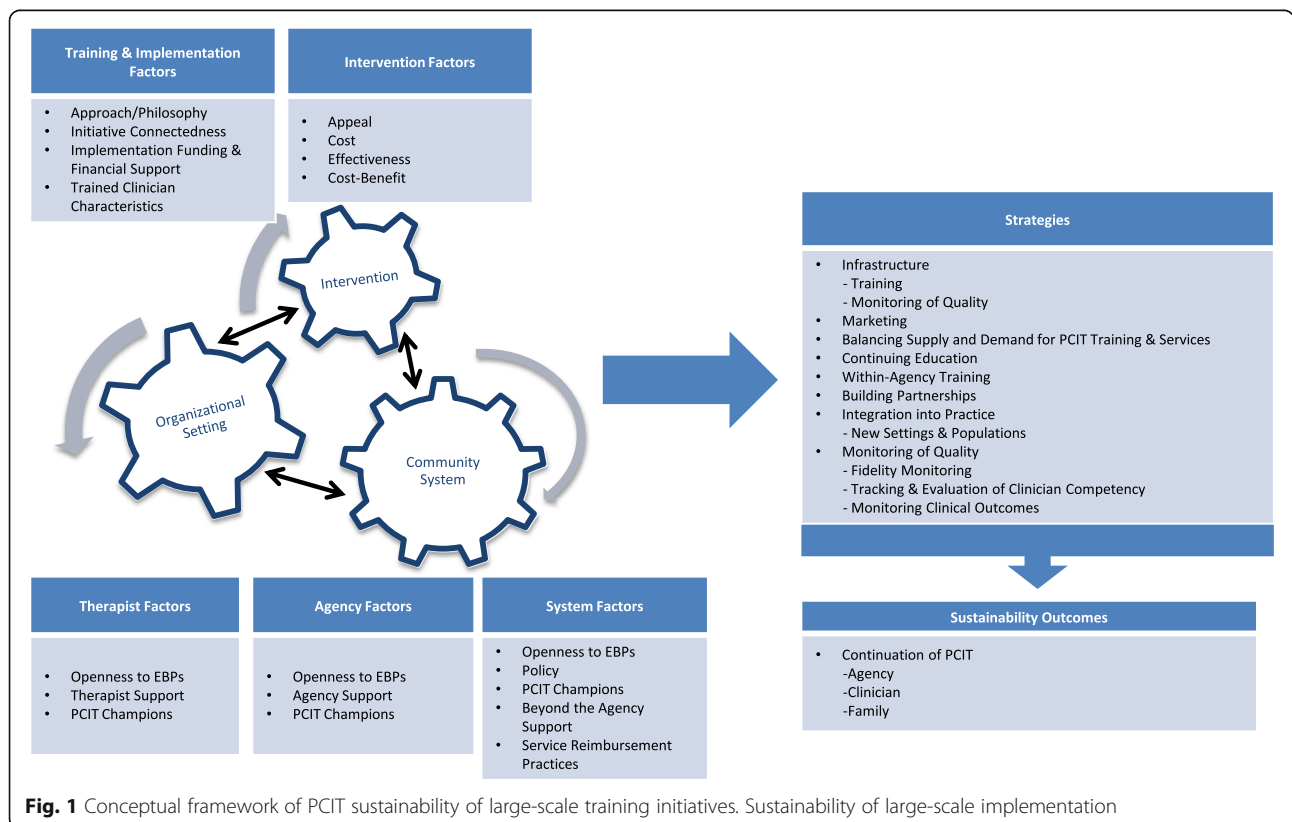 Training & Implementation
Factors
• Approach/Philosophy
• Initiative Connectedness
• Implementation Funding &
Financial Support
• Trained Clinician
Characteristics
Intervention Factors
• Appeal
• Cost
• Effectiveness
• Cost-Benefit
Intervention
Organizational
Setting
Community
System
Therapist Factors
• Openness to EBPs
• Therapist Support
• PCIT Champions
Agency Factors
• Openness to EBPs
• Agency Support
• PCIT Champions
System Factors
• Openness to EBPs
• Policy
• PCIT Champions
• Beyond the Agency
Support
• Service Reimbursement
Practices
Strategies
• Infrastructure
- Training
- Monitoring of Quality
• Marketing
• Balancing Supply and Demand for PCIT Training & Services
• Continuing Education
• Within-Agency Training
• Building Partnerships
• Integration into Practice
- New Settings & Populations
• Monitoring of Quality
- Fidelity Monitoring
- Tracking & Evaluation of Clinician Competency
- Monitoring Clinical Outcomes
Sustainability Outcomes
• Continuation of PCIT
-Agency
-Clinician
-Family
Fig. 1 Conceptual framework of PCIT sustainability of large-scale training initiatives. Sustainability of large-scale implementation